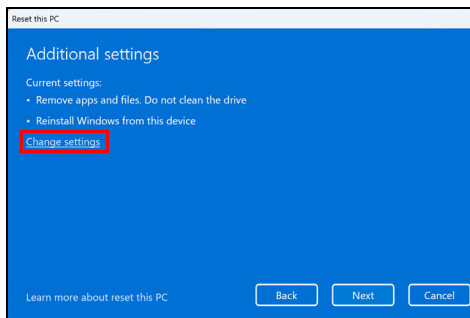 Reset this PC
Additional settings
Current settings:
• Remove apps and files. Do not clean the drive
• Reinstall Windows from this device
Change settings
Learn more about reset this PC
Back
Next
Cancel